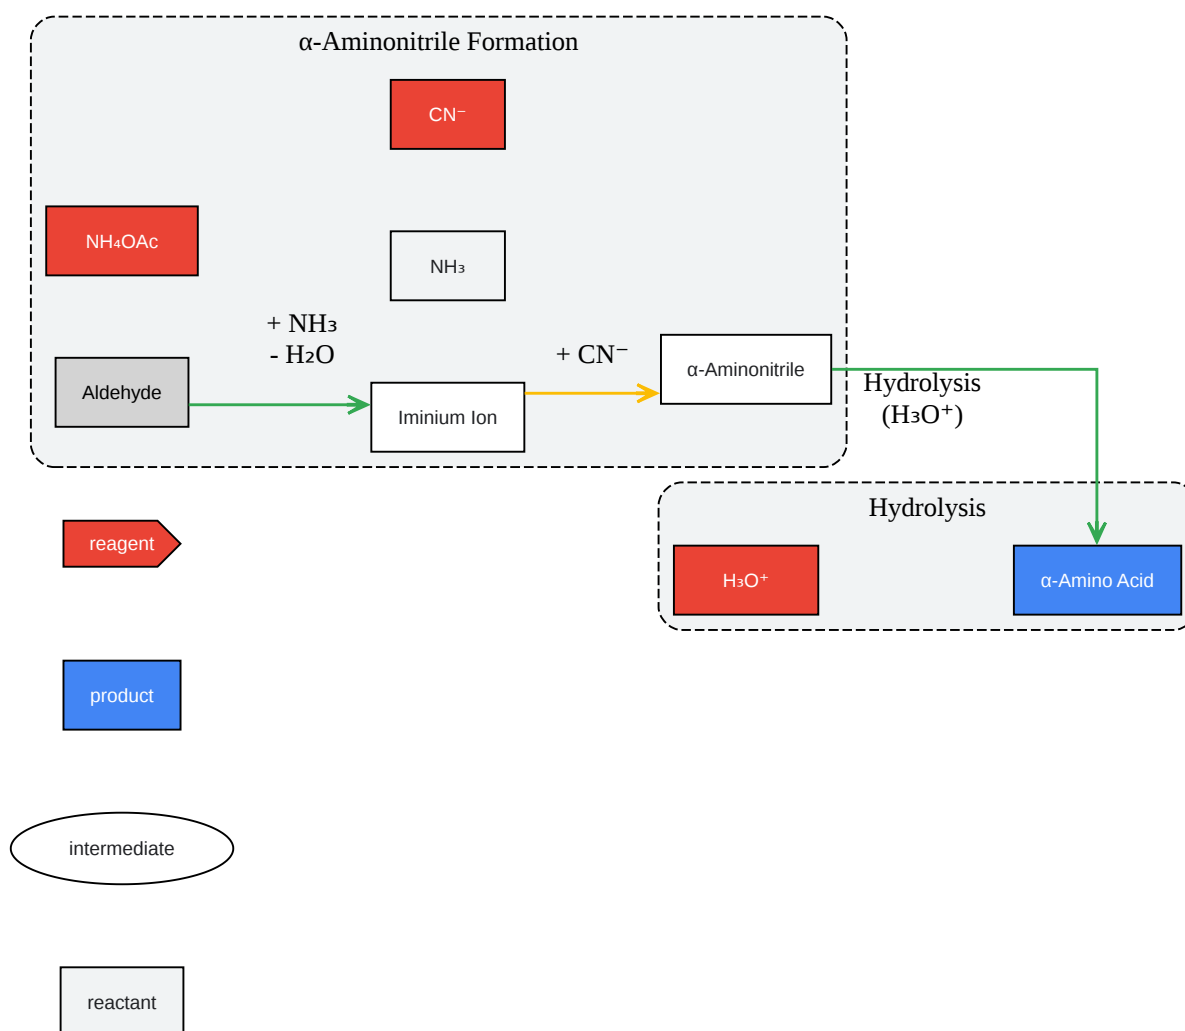 α-Aminonitrile Formation
CN⁻
NH₄OAc
NH₃
+ NH₃
- H₂O
+ CN⁻
Aldehyde
Iminium Ion
α-Aminonitrile
Hydrolysis
(H₃O⁺)
Hydrolysis
H₃O⁺
α-Amino Acid
reagent
product
intermediate
reactant